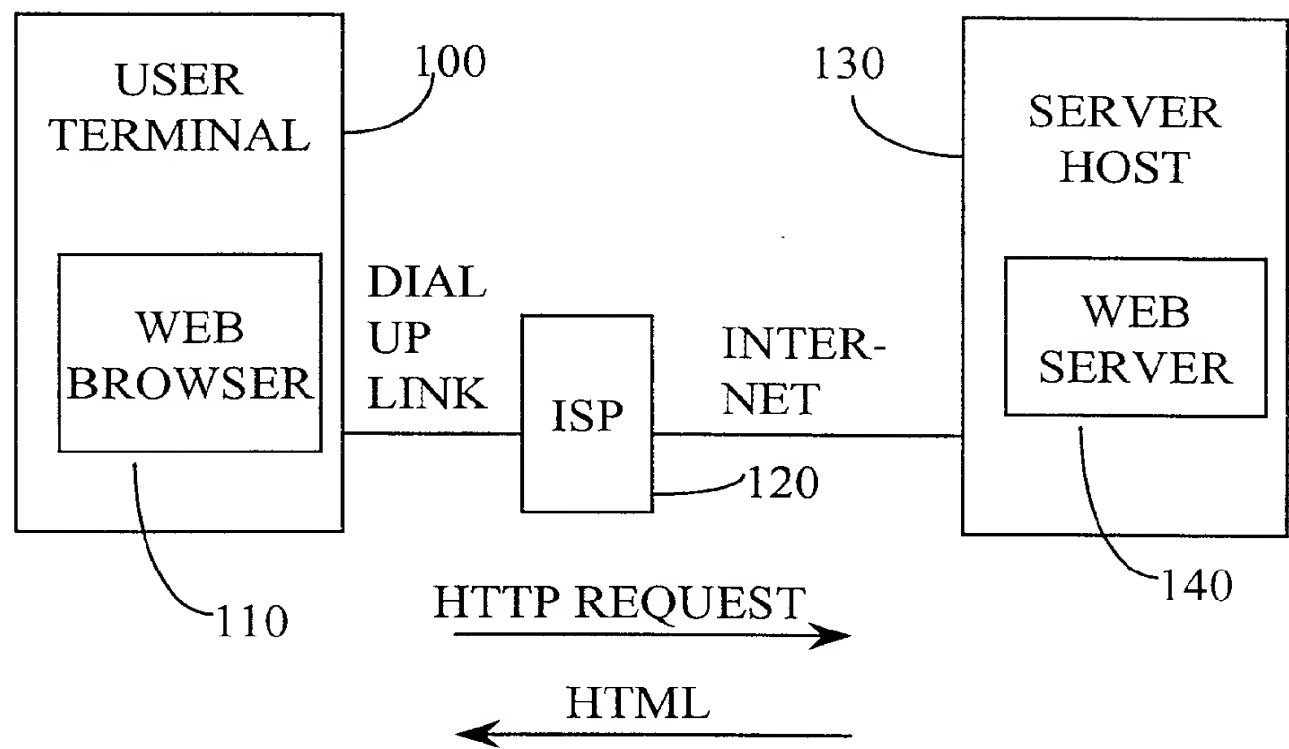 USER
TERMINAL
100
WEB
BROWSER
110
DIAL
UP
LINK
ISP
120
INTER-
NET
130
SERVER
HOST
WEB
SERVER
140
HTTP REQUEST
HTML